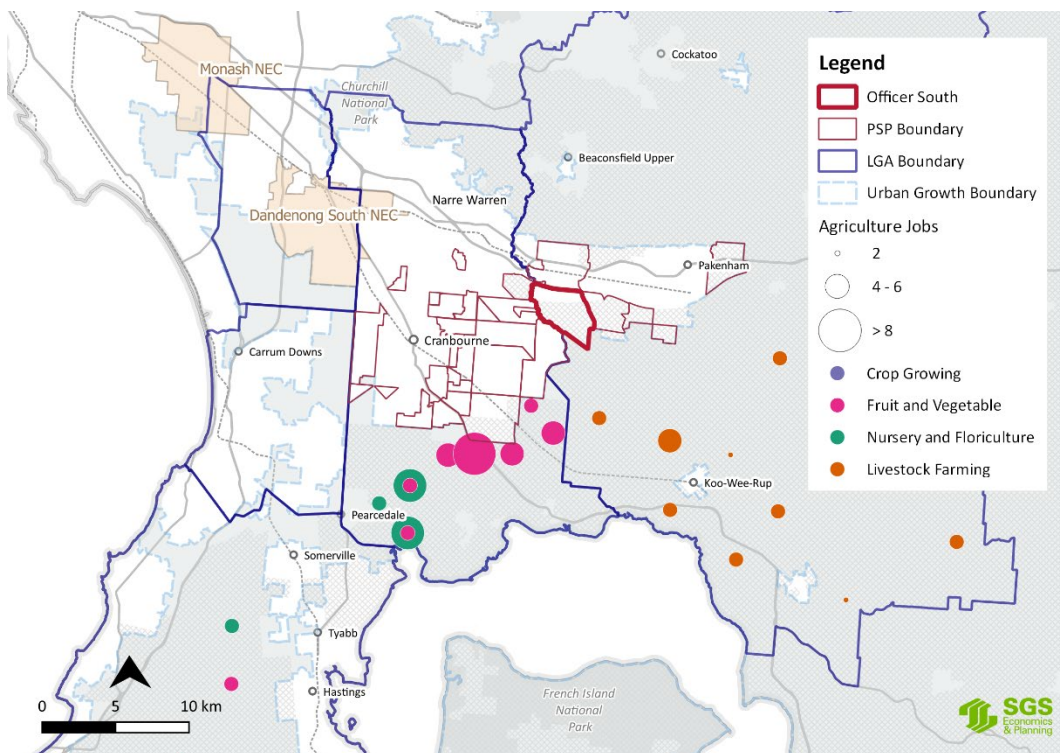 Monash NEC
Churchill
National
Park
Cockatoo
Beaconsfield Upper
Dandenong South NEC
Narre Warren
Pakenham
Cranbourne
Carrum Downs
Koo-Wee-Rup
Pearcedale
Somerville
Tyabb
Hastings
French Island
National
Park
0 5 10 km
Legend
Officer South
PSP Boundary
LGA Boundary
Urban Growth Boundary
Agriculture Jobs
2
4 - 6
> 8
Crop Growing
Fruit and Vegetable
Nursery and Floriculture
Livestock Farming
SGS
Economics
& Planning